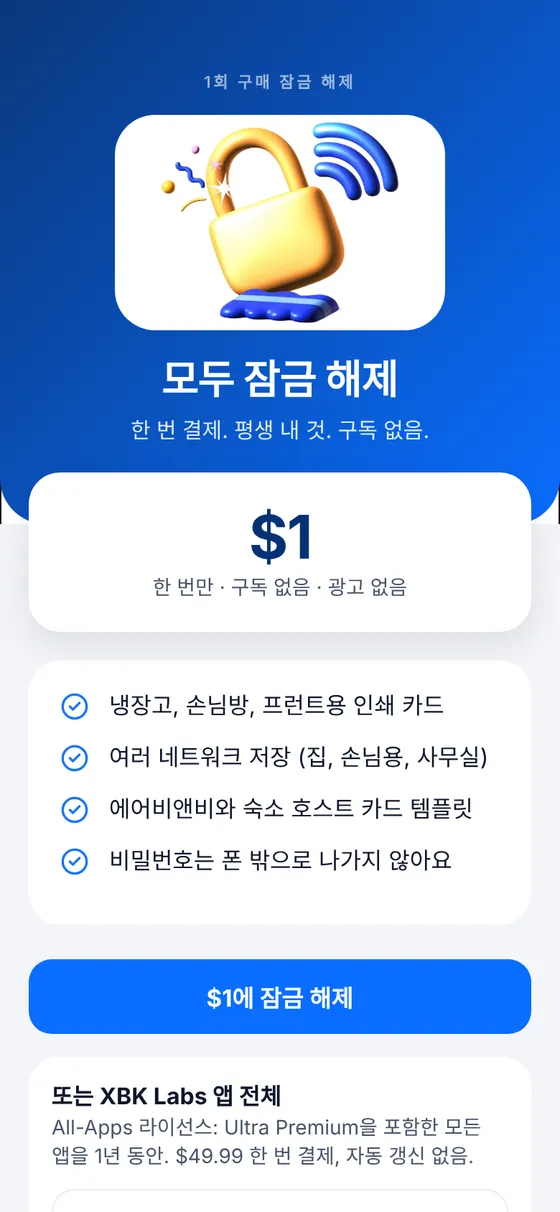 1회 구매 잠금 해제
모두 잠금 해제
한 번 결제. 평생 내 것. 구독 없음.
$1
한 번만 · 구독 없음 · 광고 없음
냉장고, 손님방, 프런트용 인쇄 카드
여러 네트워크 저장 (집, 손님용, 사무실)
에어비앤비와 숙소 호스트 카드 템플릿
비밀번호는 폰 밖으로 나가지 않아요
$1에 잠금 해제
또는 XBK Labs 앱 전체
All-Apps 라이선스: Ultra Premium을 포함한 모든
앱을 1년 동안. $49.99 한 번 결제, 자동 갱신 없음.